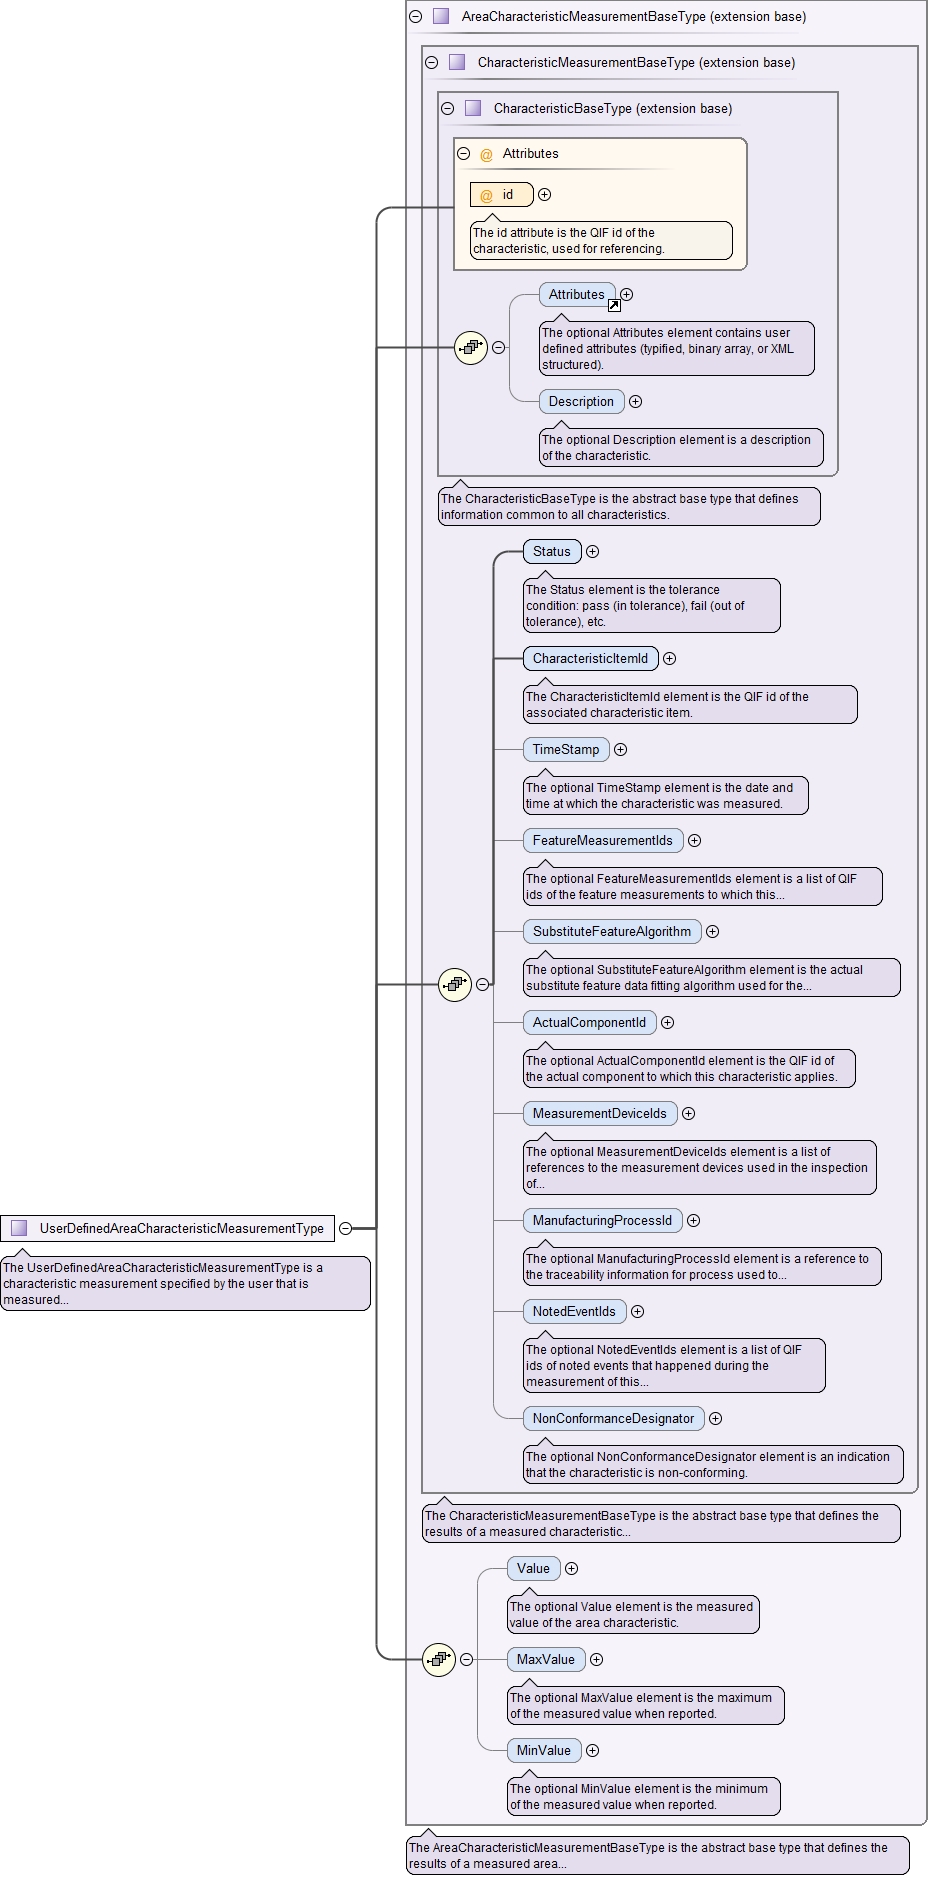 AreaCharacteristicMeasurementBaseType (extension base)
CharacteristicMeasurementBaseType (extension base)
CharacteristicBaseType (extension base)
@ Attributes
@ id
The id attribute is the QIF id of the
characteristic, used for referencing.
Attributes
The optional Attributes element contains user
defined attributes (typified, binary array, or XML
structured).
Description
The optional Description element is a description
of the characteristic.
The CharacteristicBaseType is the abstract base type that defines
information common to all characteristics.
Status
The Status element is the tolerance
condition: pass (in tolerance), fail (out of
tolerance), etc.
CharacteristicItemId
The CharacteristicItemId element is the QIF id of the
associated characteristic item.
TimeStamp
The optional TimeStamp element is the date and
time at which the characteristic was measured.
FeatureMeasurementIds
The optional FeatureMeasurementIds element is a list of QIF
ids of the feature measurements to which this...
SubstituteFeatureAlgorithm
The optional SubstituteFeatureAlgorithm element is the actual
substitute feature data fitting algorithm used for the...
ActualComponentId
The optional ActualComponentId element is the QIF id of
the actual component to which this characteristic applies.
MeasurementDeviceIds
The optional MeasurementDeviceIds element is a list of
references to the measurement devices used in the inspection
of...
ManufacturingProcessId
The optional ManufacturingProcessId element is a reference to
the traceability information for process used to...
UserDefinedAreaCharacteristicMeasurementType
The UserDefinedAreaCharacteristicMeasurementType is a
characteristic measurement specified by the user that is
measured...
NotedEventIds
The optional NotedEventIds element is a list of QIF
ids of noted events that happened during the
measurement of this...
NonConformanceDesignator
The optional NonConformanceDesignator element is an indication
that the characteristic is non-conforming.
The CharacteristicMeasurementBaseType is the abstract base type that defines the
results of a measured characteristic...
Value
The optional Value element is the measured
value of the area characteristic.
MaxValue
The optional MaxValue element is the maximum
of the measured value when reported.
MinValue
The optional MinValue element is the minimum
of the measured value when reported.
The AreaCharacteristicMeasurementBaseType is the abstract base type that defines the
results of a measured area...